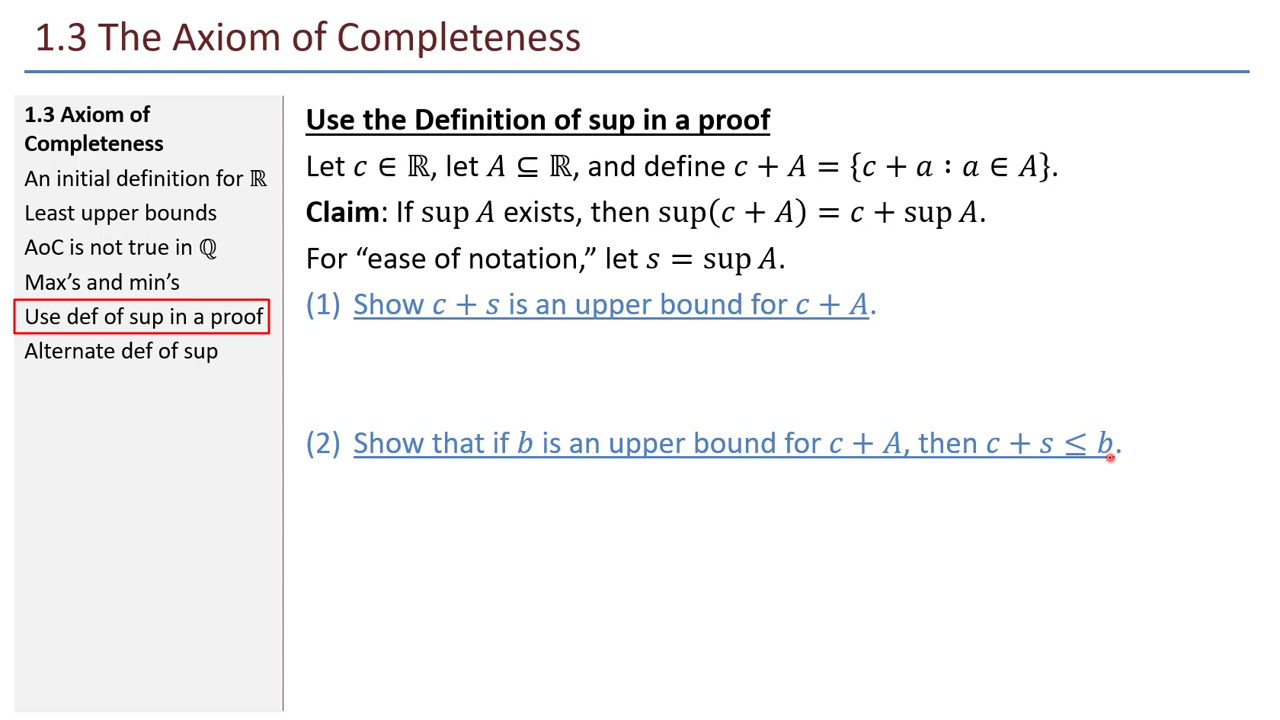 1.3 The Axiom of Completeness
1.3 Axiom of
Completeness
An initial definition for ℝ
Least upper bounds
AoC is not true in ℚ
Max’s and min’s
Use def of sup in a proof
Alternate def of sup
Use the Definition of sup in a proof
Let c ∈ ℝ, let A ⊆ ℝ, and define c + A = {c + a : a ∈ A}.
Claim: If sup A exists, then sup(c + A) = c + sup A.
For “ease of notation,” let s = sup A.
(1) Show c + s is an upper bound for c + A.
(2) Show that if b is an upper bound for c + A, then c + s ≤ b.